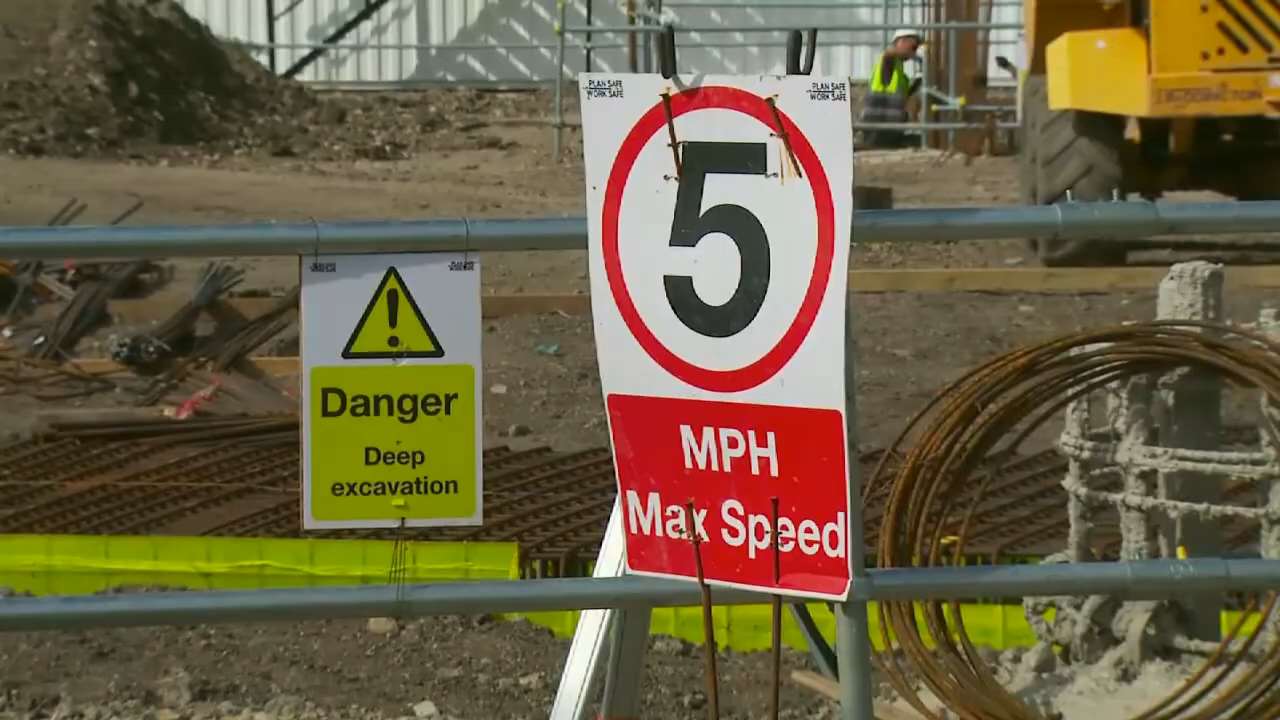 PLAN SAFE
WORK SAFE
PLAN SAFE
WORK SAFE
5
MPH
Max Speed
!
Danger
Deep
excavation